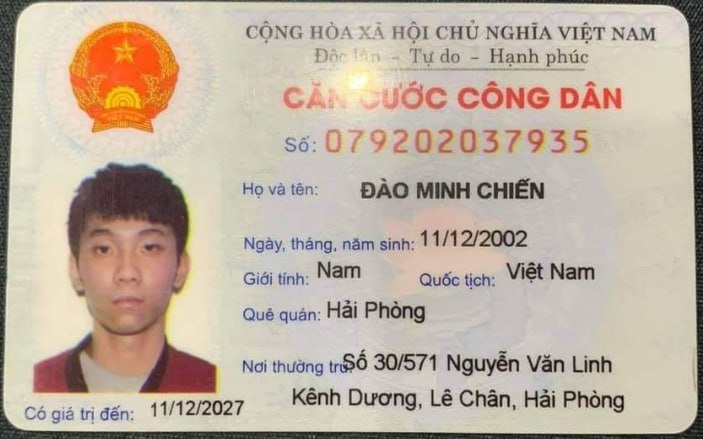 CỘNG HÒA XÃ HỘI CHỦ NGHĨA VIỆT NAM
Độc lập - Tự do - Hạnh phúc
CĂN CƯỚC CÔNG DÂN
Số: 079202037935
Họ và tên: ĐÀO MINH CHIẾN
Ngày, tháng, năm sinh: 11/12/2002
Giới tính: Nam Quốc tịch: Việt Nam
Quê quán: Hải Phòng
Nơi thường trú: Số 30/571 Nguyễn Văn Linh
Kênh Dương, Lê Chân, Hải Phòng
Có giá trị đến: 11/12/2027
VIỆT NAM